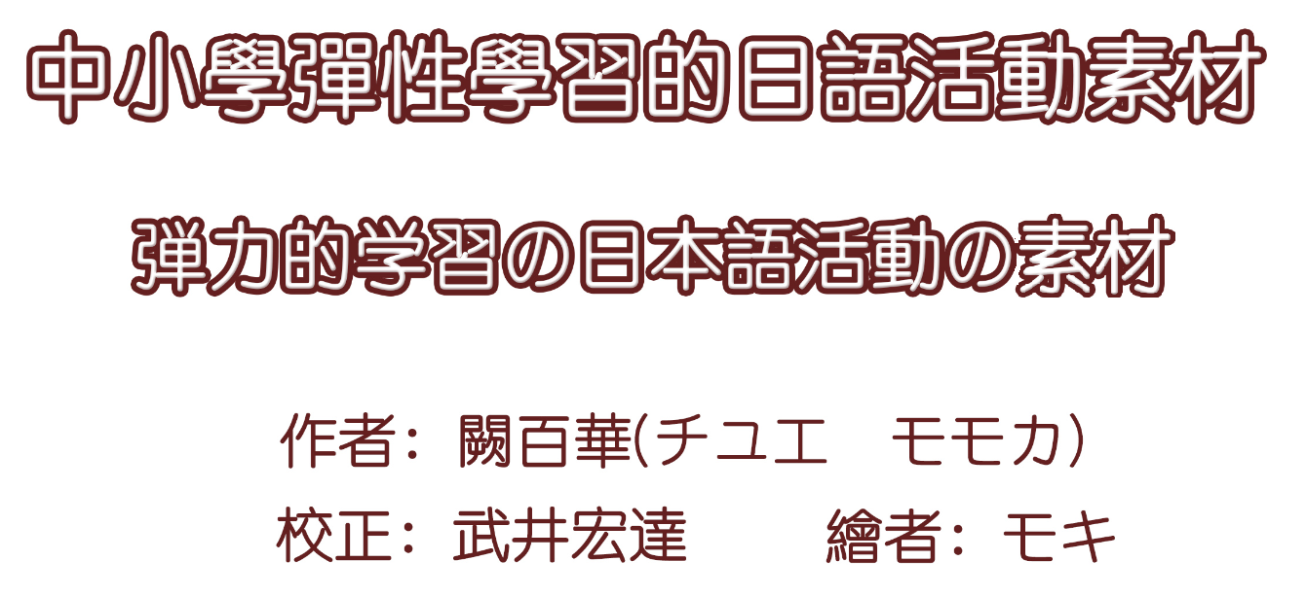 中小學彈性學習的日語活動素材
弾力的学習の日本語活動の素材
作者：闕百華(チユエ　モモカ)
校正：武井宏達　　繪者：モキ